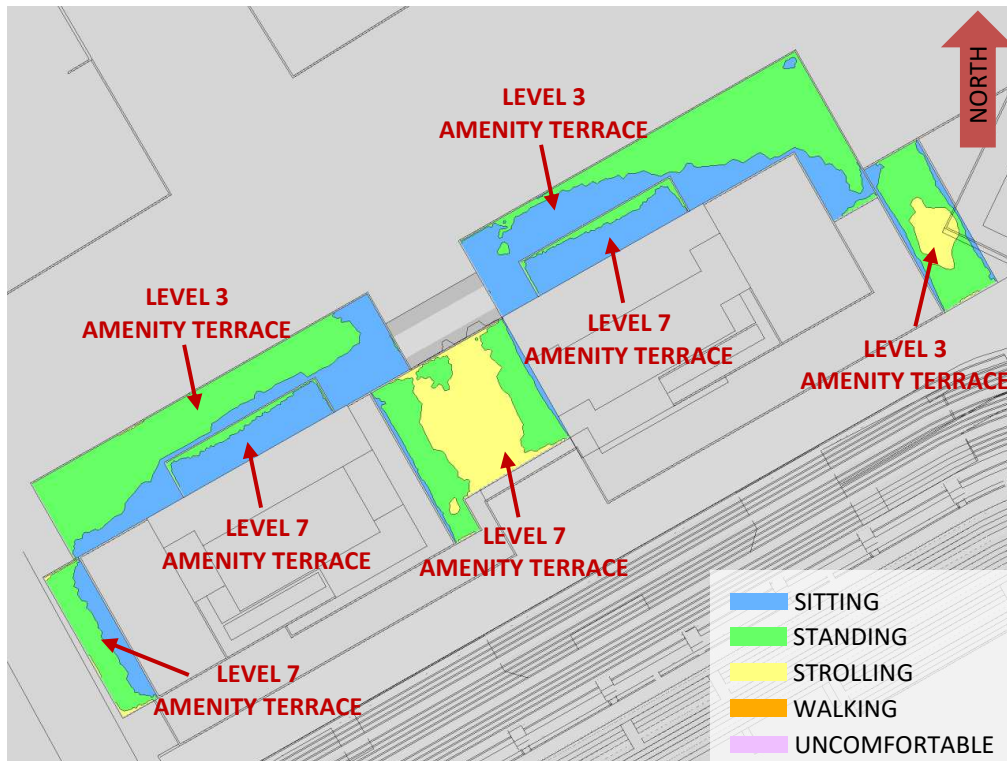 NORTH
LEVEL 3
AMENITY TERRACE
LEVEL 3
AMENITY TERRACE
LEVEL 7
AMENITY TERRACE
LEVEL 3
AMENITY TERRACE
LEVEL 7
AMENITY TERRACE
LEVEL 7
AMENITY TERRACE
LEVEL 7
AMENITY TERRACE
SITTING
STANDING
STROLLING
WALKING
UNCOMFORTABLE